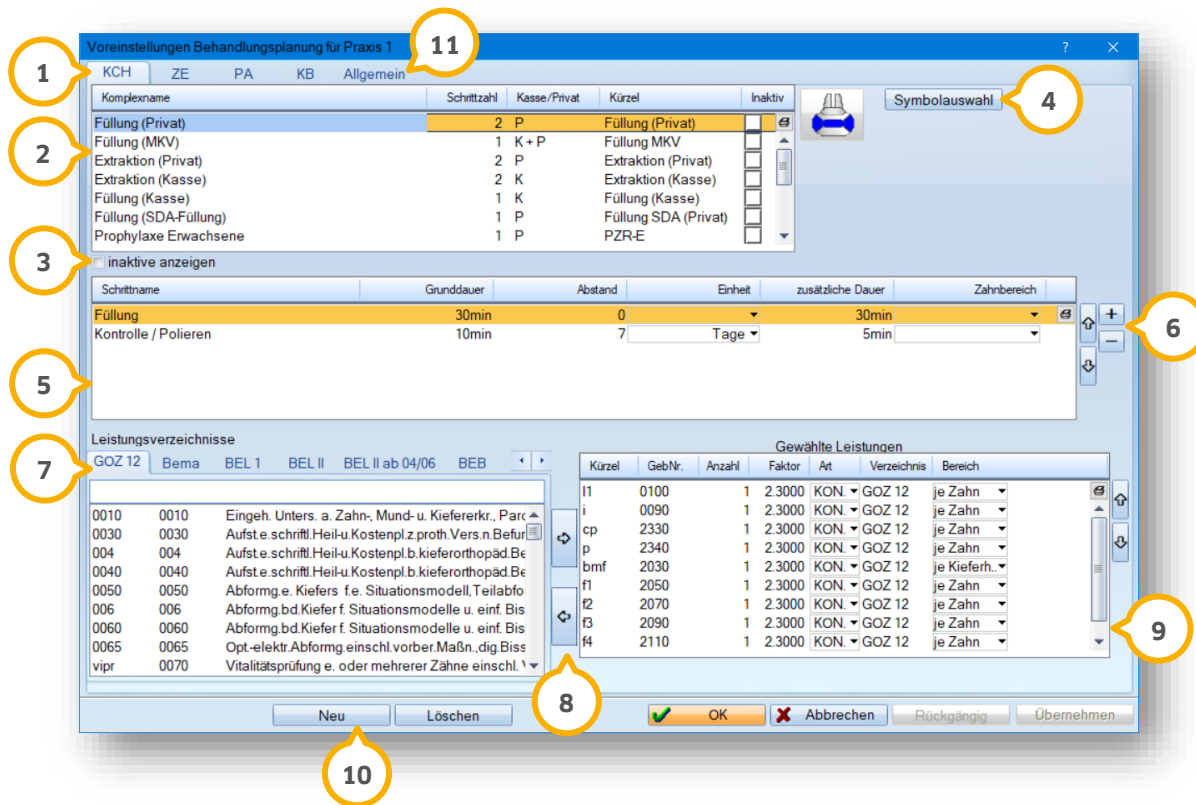 Voreinstellungen Behandlungsplanung für Praxis 1 ? ×
11
1
KCH ZE PA KB Allgemein
Komplexname Schrittzahl Kasse/Privat Kürzel Inaktiv
Symbolauswahl
4
Füllung (Privat) 2 P Füllung (Privat)
Füllung (MKV) 1 K + P Füllung MKV
2
Extraktion (Privat) 2 P Extraktion (Privat)
Extraktion (Kasse) 2 K Extraktion (Kasse)
Füllung (Kasse) 1 K Füllung (Kasse)
Füllung (SDA-Füllung) 1 P Füllung SDA (Privat)
Prophylaxe Erwachsene 1 P PZR-E
3
inaktive anzeigen
Schrittname Grunddauer Abstand Einheit zusätzliche Dauer Zahnbereich
Füllung 30min 0 30min
+
6
Kontrolle / Polieren 10min 7 Tage 5min
−
5
Leistungsverzeichnisse
Gewählte Leistungen
7
GOZ 12 Bema BEL 1 BEL II BEL II ab 04/06 BEB
Kürzel GebNr. Anzahl Faktor Art Verzeichnis Bereich
l1 0100 1 2.3000 KON. GOZ 12 je Zahn
i 0090 1 2.3000 KON. GOZ 12 je Zahn
cp 2330 1 2.3000 KON. GOZ 12 je Zahn
p 2340 1 2.3000 KON. GOZ 12 je Zahn
bmf 2030 1 2.3000 KON. GOZ 12 je Kieferh..
f1 2050 1 2.3000 KON. GOZ 12 je Zahn
f2 2070 1 2.3000 KON. GOZ 12 je Zahn
f3 2090 1 2.3000 KON. GOZ 12 je Zahn
f4 2110 1 2.3000 KON. GOZ 12 je Zahn
0010 0010 Eingeh. Unters. a. Zahn-, Mund- u. Kiefererkr., Parc
0030 0030 Aufst.e.schriftl.Heil-u.Kostenpl.z.proth.Vers.n.Befun
004 004 Aufst.e.schriftl.Heil-u.Kostenpl.b.kieferorthopäd.Be
0040 0040 Aufst.e.schriftl.Heil-u.Kostenpl.b.kieferorthopäd.Be
0050 0050 Abformg.e. Kiefers f.e. Situationsmodell,Teilabfo
006 006 Abformg.bd.Kiefer f. Situationsmodelle u. einf. Bis
0060 0060 Abformg.bd.Kiefer f. Situationsmodelle u. einf. Bis
0065 0065 Opt-elektr.Abformg.einschl.vorber.Maßn.,dig.Biss
vipr 0070 Vitalitätsprüfung e. oder mehrerer Zähne einschl.
9
8
Neu Löschen OK Abbrechen Rückgängig Übernehmen
10